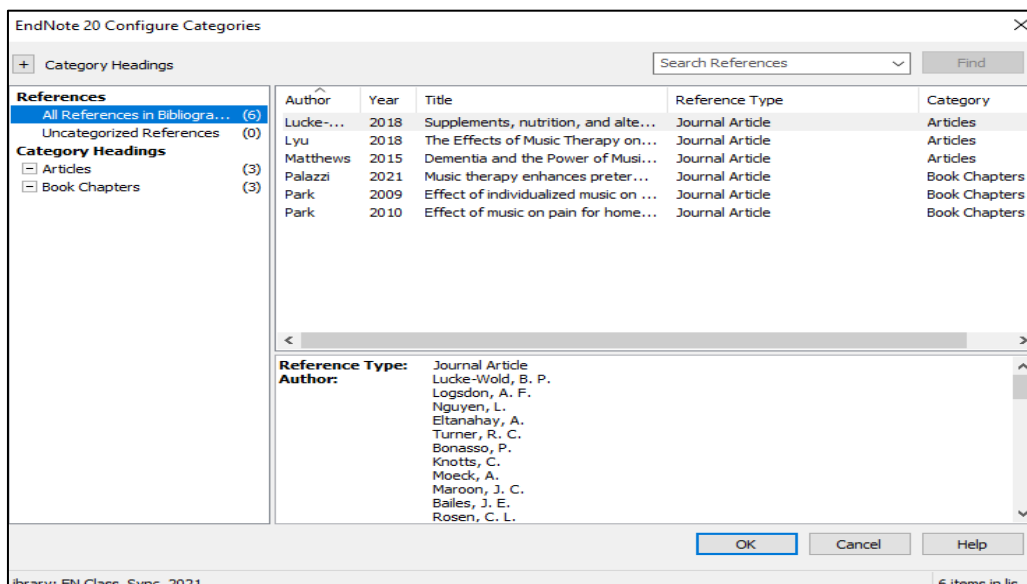 EndNote 20 Configure Categories
+ Category Headings
Search References
Find
References
All References in Bibliogra... (6)
Uncategorized References (0)
Category Headings
Articles (3)
Book Chapters (3)
Author Year Title Reference Type Category
Lucke-... 2018 Supplements, nutrition, and alte... Journal Article Articles
Lyu 2018 The Effects of Music Therapy on... Journal Article Articles
Matthews 2015 Dementia and the Power of Musi... Journal Article Articles
Palazzi 2021 Music therapy enhances preter... Journal Article Book Chapters
Park 2009 Effect of individualized music on ... Journal Article Book Chapters
Park 2010 Effect of music on pain for home... Journal Article Book Chapters
Reference Type: Journal Article
Author: Lucke-Wold, B. P.
Logsdon, A. F.
Nguyen, L.
Eltanahay, A.
Turner, R. C.
Bonasso, P.
Knotts, C.
Moeck, A.
Maroon, J. C.
Bailes, J. E.
Rosen, C. L.
OK Cancel Help
ibrary: EN Class_Sync_2021
6 items in lis